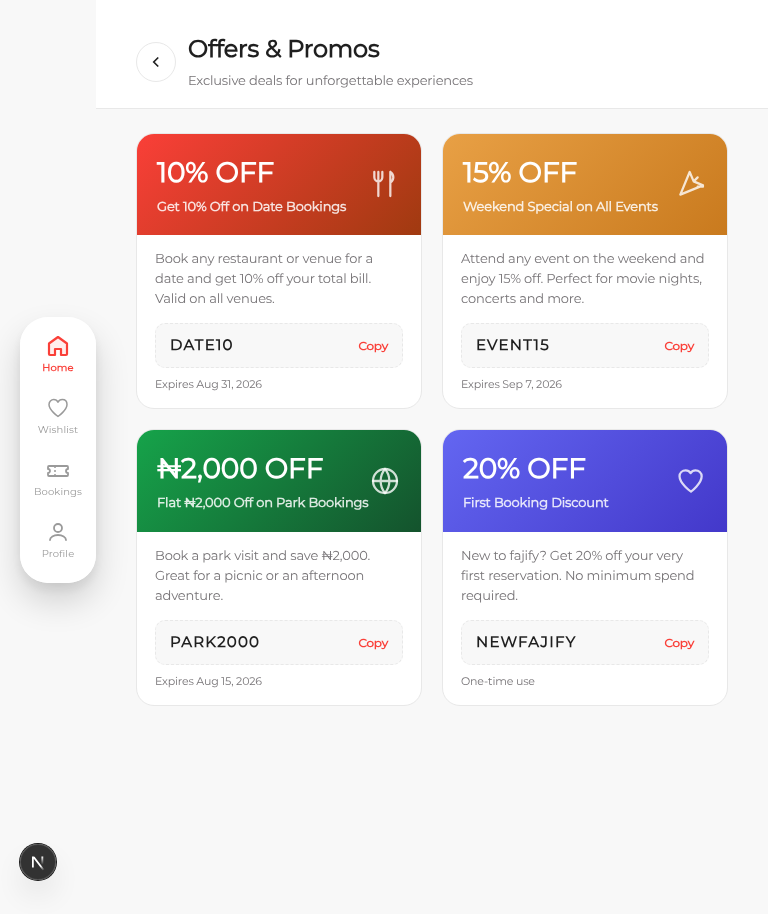 Offers & Promos
Exclusive deals for unforgettable experiences
10% OFF
Get 10% Off on Date Bookings
Book any restaurant or venue for a
date and get 10% off your total bill.
Valid on all venues.
DATE10 Copy
Expires Aug 31, 2026
15% OFF
Weekend Special on All Events
Attend any event on the weekend and
enjoy 15% off. Perfect for movie nights,
concerts and more.
EVENT15 Copy
Expires Sep 7, 2026
₦2,000 OFF
Flat ₦2,000 Off on Park Bookings
Book a park visit and save ₦2,000.
Great for a picnic or an afternoon
adventure.
PARK2000 Copy
Expires Aug 15, 2026
20% OFF
First Booking Discount
New to fajify? Get 20% off your very
first reservation. No minimum spend
required.
NEWFAJIFY Copy
One-time use
Home
Wishlist
Bookings
Profile
N